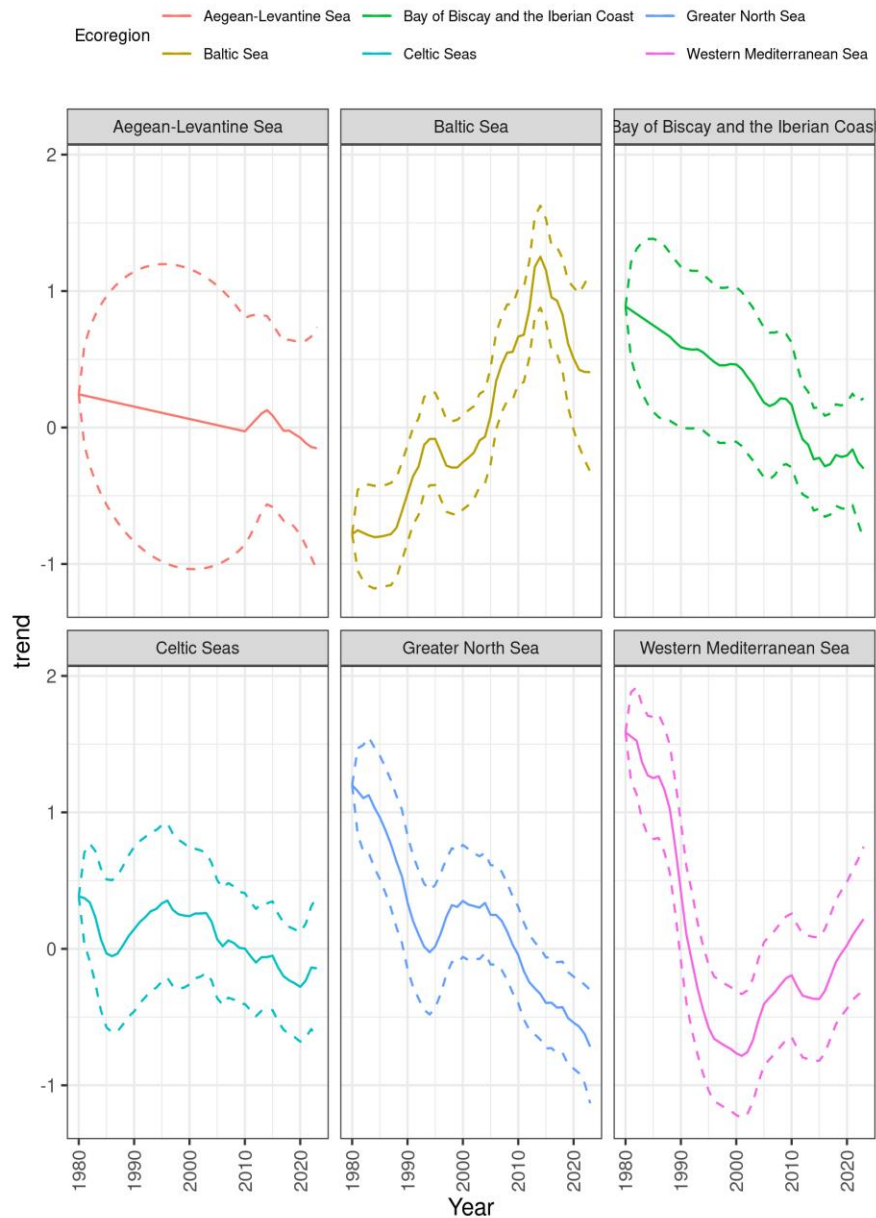 Ecoregion
Aegean-Levantine Sea Bay of Biscay and the Iberian Coast Greater North Sea
Baltic Sea Celtic Seas Western Mediterranean Sea
Aegean-Levantine Sea Baltic Sea Bay of Biscay and the Iberian Coast
2
1
0
-1
Celtic Seas Greater North Sea Western Mediterranean Sea
2
1
0
-1
trend
1980 1990 2000 2010 2020 1980 1990 2000 2010 2020 1980 1990 2000 2010 2020
Year